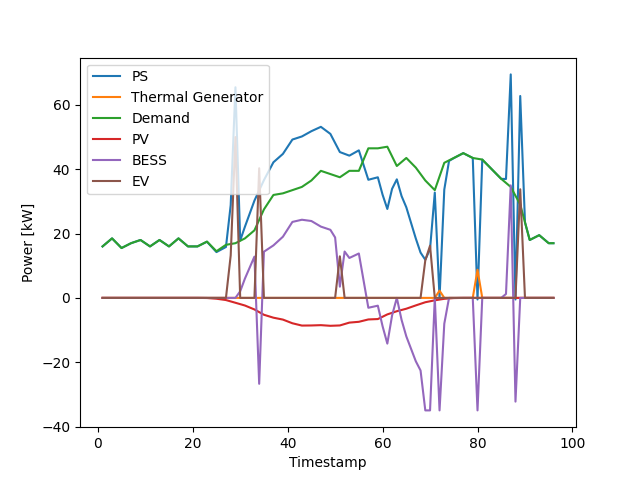 PS
Thermal Generator
Demand
PV
BESS
EV
Power [kW]
60
40
20
0
−20
−40
0 20 40 60 80 100
Timestamp